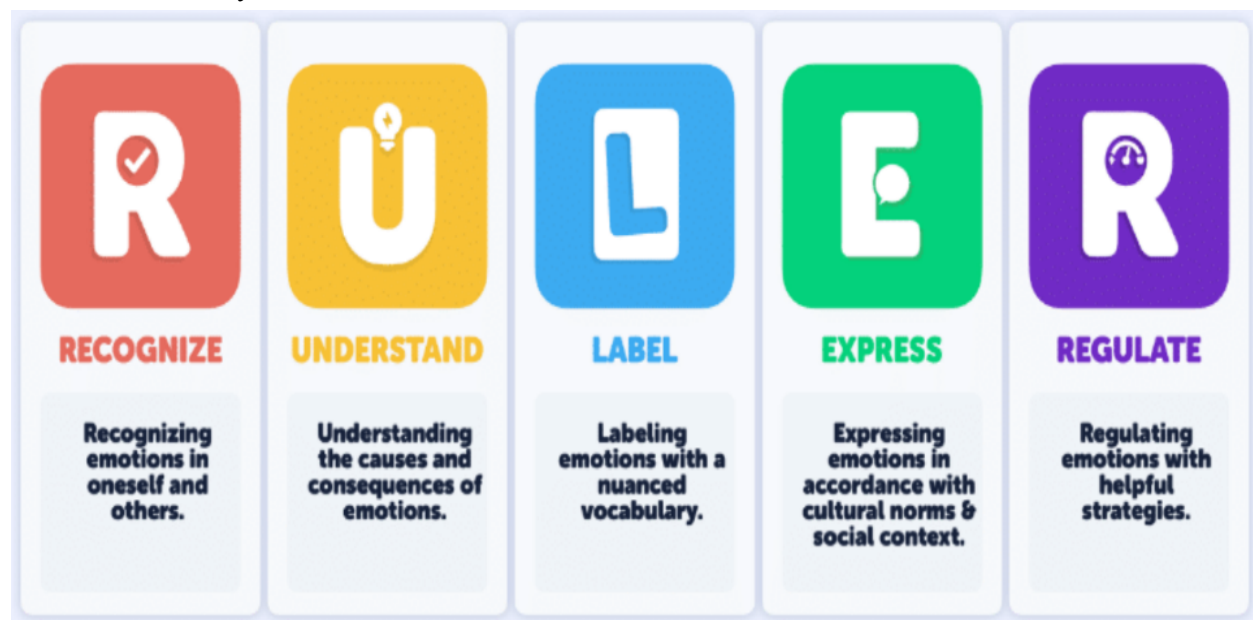 R
U
L
E
R
RECOGNIZE
UNDERSTAND
LABEL
EXPRESS
REGULATE
Recognizing
emotions in
oneself and
others.
Understanding
the causes and
consequences of
emotions.
Labeling
emotions with a
nuanced
vocabulary.
Expressing
emotions in
accordance with
cultural norms &
social context.
Regulating
emotions with
helpful
strategies.